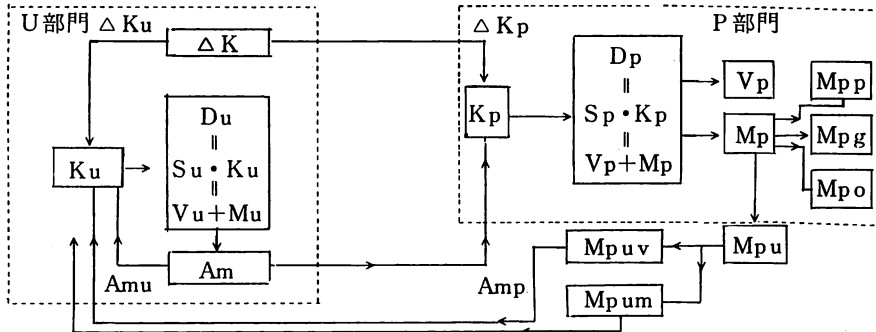 U部門 △Ku
△K
△Kp
P部門
Du
=
Su・Ku
=
Vu+Mu
Ku
Am
Amu
Kp
Amp
Dp
=
Sp・Kp
=
Vp+Mp
Vp
Mp
Mpp
Mpg
Mpo
Mpuv
Mpu
Mpum